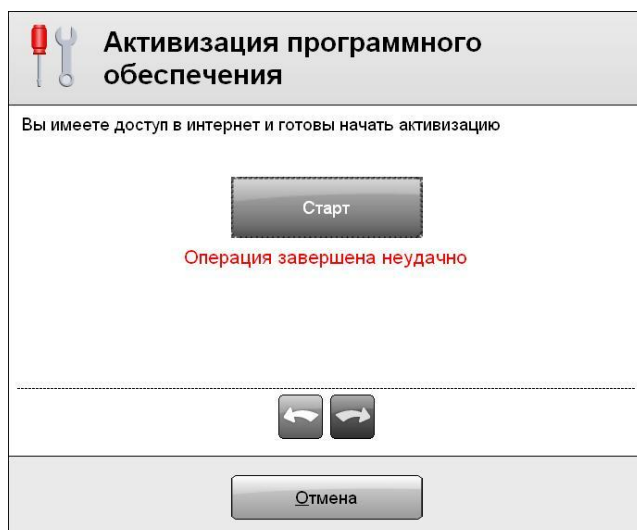 Активизация программного
обеспечения
Вы имеете доступ в интернет и готовы начать активизацию
Старт
Операция завершена неудачно
Отмена